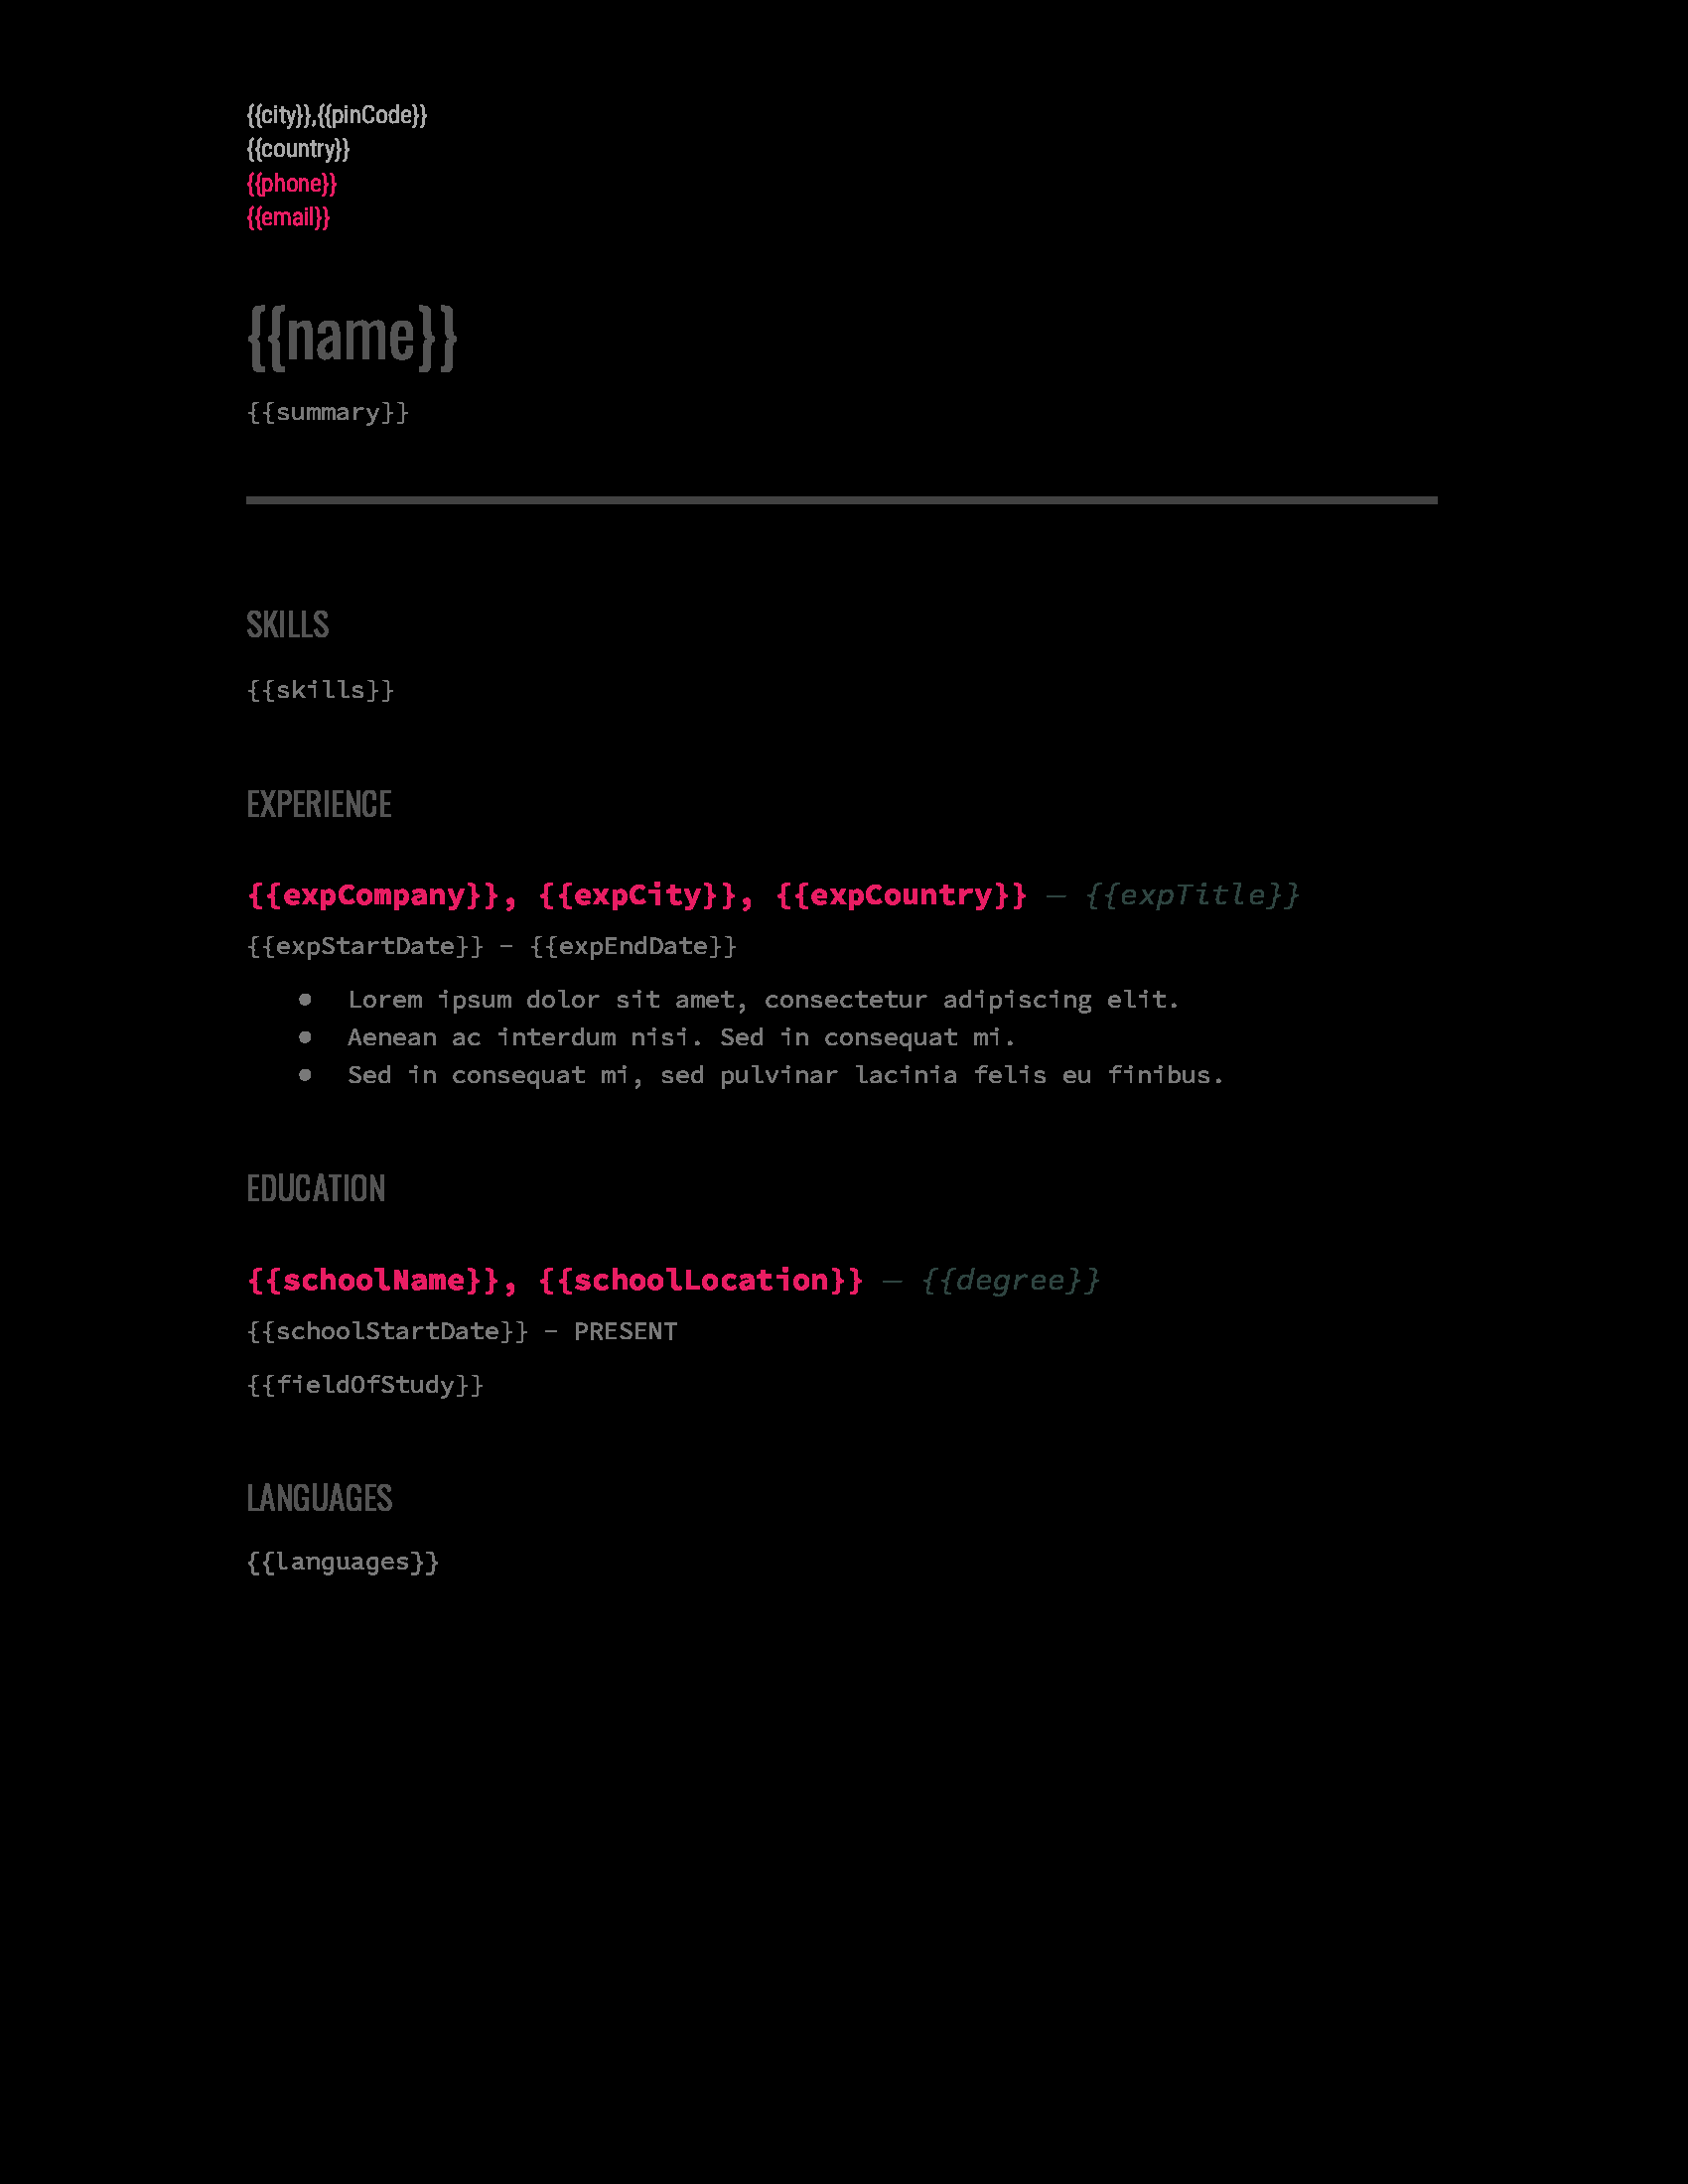 {{city}},{{pinCode}}
{{country}}
{{phone}}
{{email}}
{{name}}
{{summary}}
SKILLS
{{skills}}
EXPERIENCE
{{expCompany}}, {{expCity}}, {{expCountry}} — {{expTitle}}
{{expStartDate}} - {{expEndDate}}
● Lorem ipsum dolor sit amet, consectetur adipiscing elit.
● Aenean ac interdum nisi. Sed in consequat mi.
● Sed in consequat mi, sed pulvinar lacinia felis eu finibus.
EDUCATION
{{schoolName}}, {{schoolLocation}} — {{degree}}
{{schoolStartDate}} - PRESENT
{{fieldOfStudy}}
LANGUAGES
{{languages}}